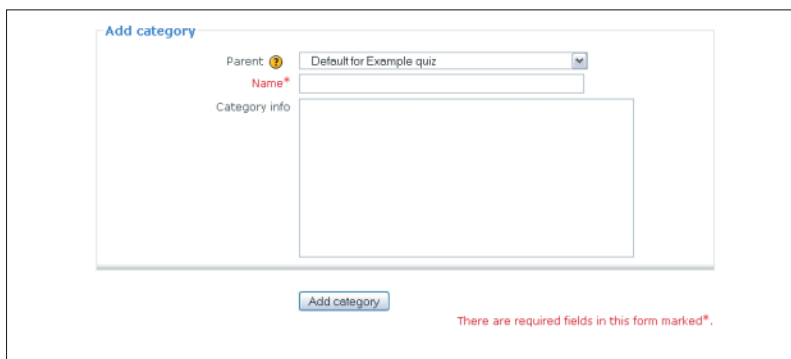 Add category
Parent ?
Default for Example quiz
Name*
Category info
Add category
There are required fields in this form marked*.